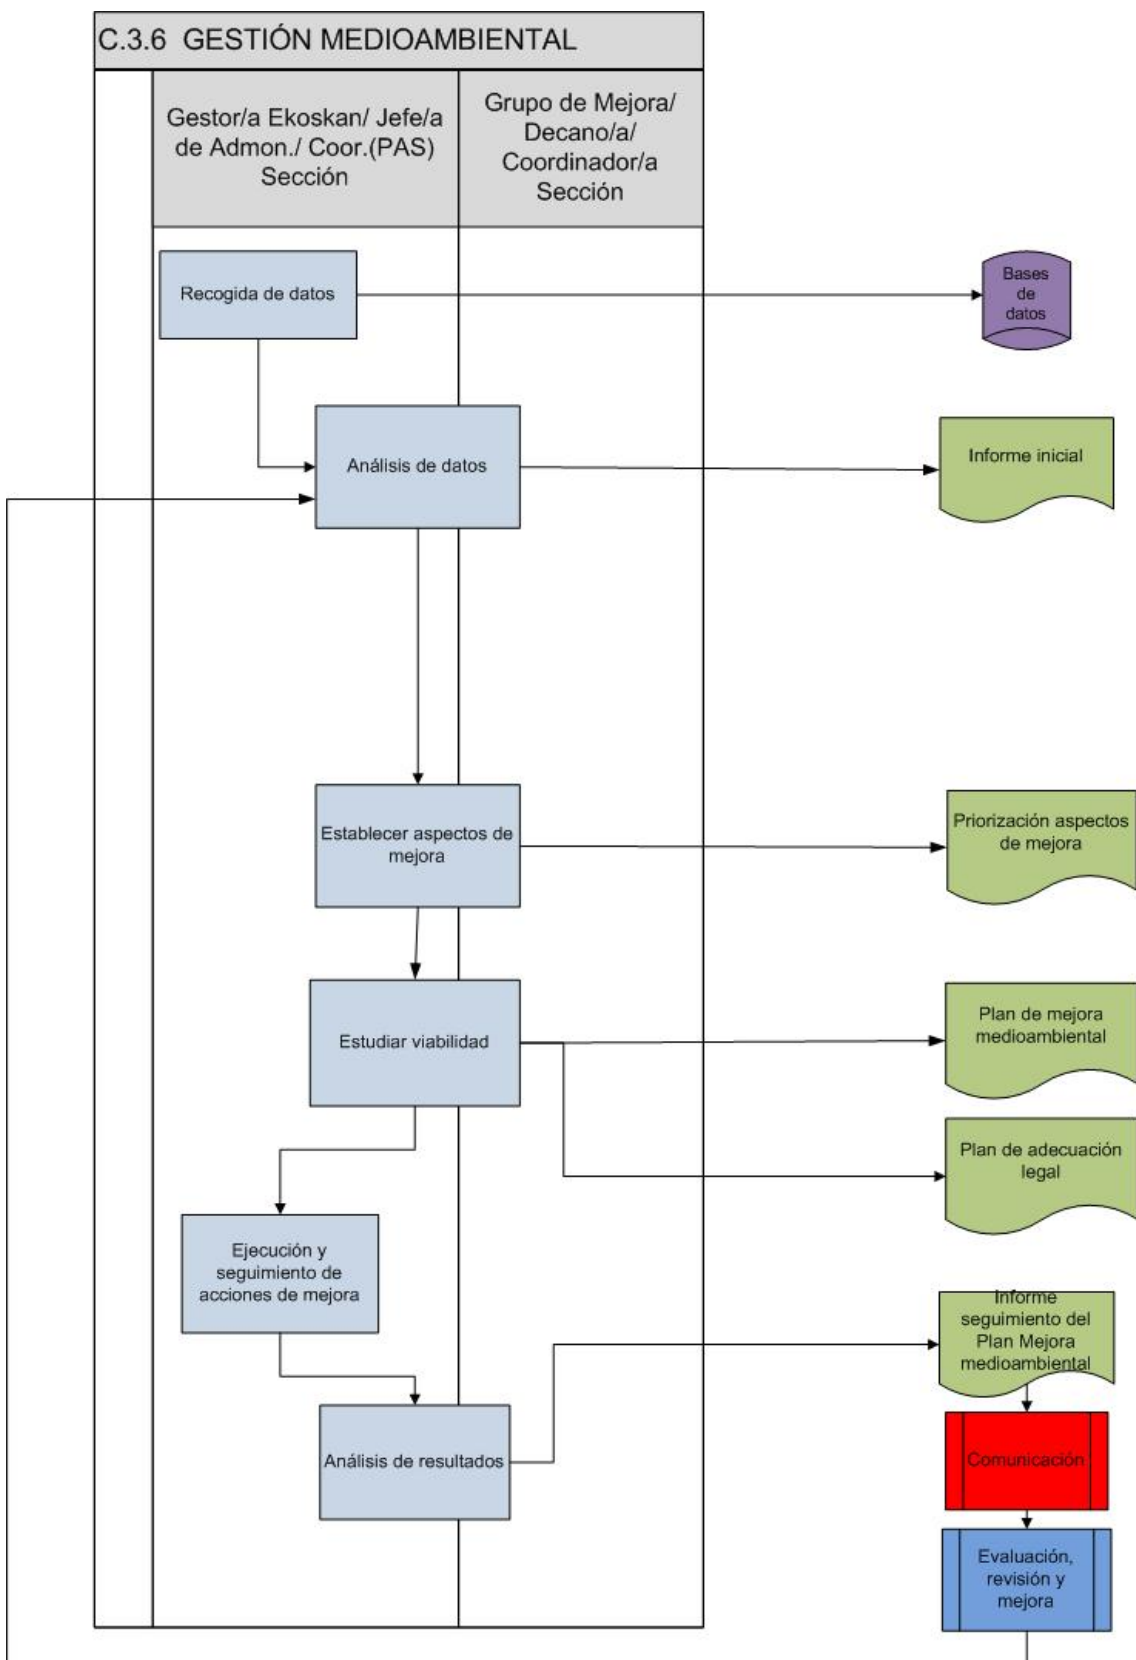 C.3.6  GESTIÓN MEDIOAMBIENTAL
Gestor/a Ekoskan/ Jefe/a
de Admon./ Coor.(PAS)
Sección
Grupo de Mejora/
Decano/a/
Coordinador/a
Sección
Recogida de datos
Bases
de
datos
Análisis de datos
Informe inicial
Establecer aspectos de
mejora
Priorización aspectos
de mejora
Estudiar viabilidad
Plan de mejora
medioambiental
Plan de adecuación
legal
Ejecución y
seguimiento de
acciones de mejora
Informe
seguimiento del
Plan Mejora
medioambiental
Análisis de resultados
Comunicación
Evaluación,
revisión y
mejora